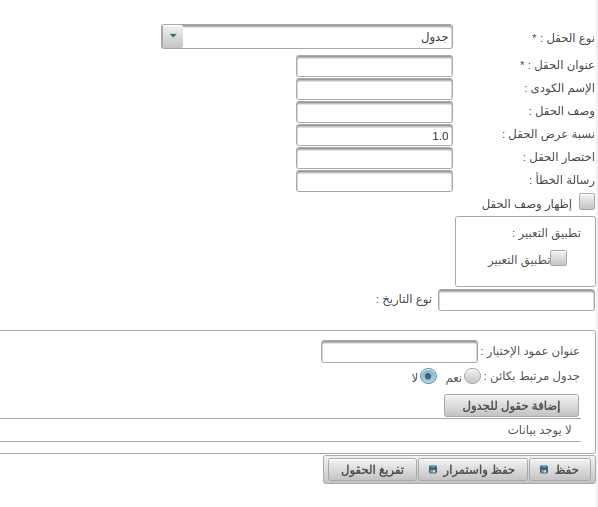 نوع الحقل : * جدول
عنوان الحقل : *
الإسم الكودى :
وصف الحقل :
نسبة عرض الحقل : 1.0
اختصار الحقل :
رسالة الخطأ :
إظهار وصف الحقل
تطبيق التعبير :
تطبيق التعبير
نوع التاريخ :
عنوان عمود الإختيار :
جدول مرتبط بكائن : نعم لا
إضافة حقول للجدول
لا يوجد بيانات
حفظ حفظ واستمرار تفريغ الحقول